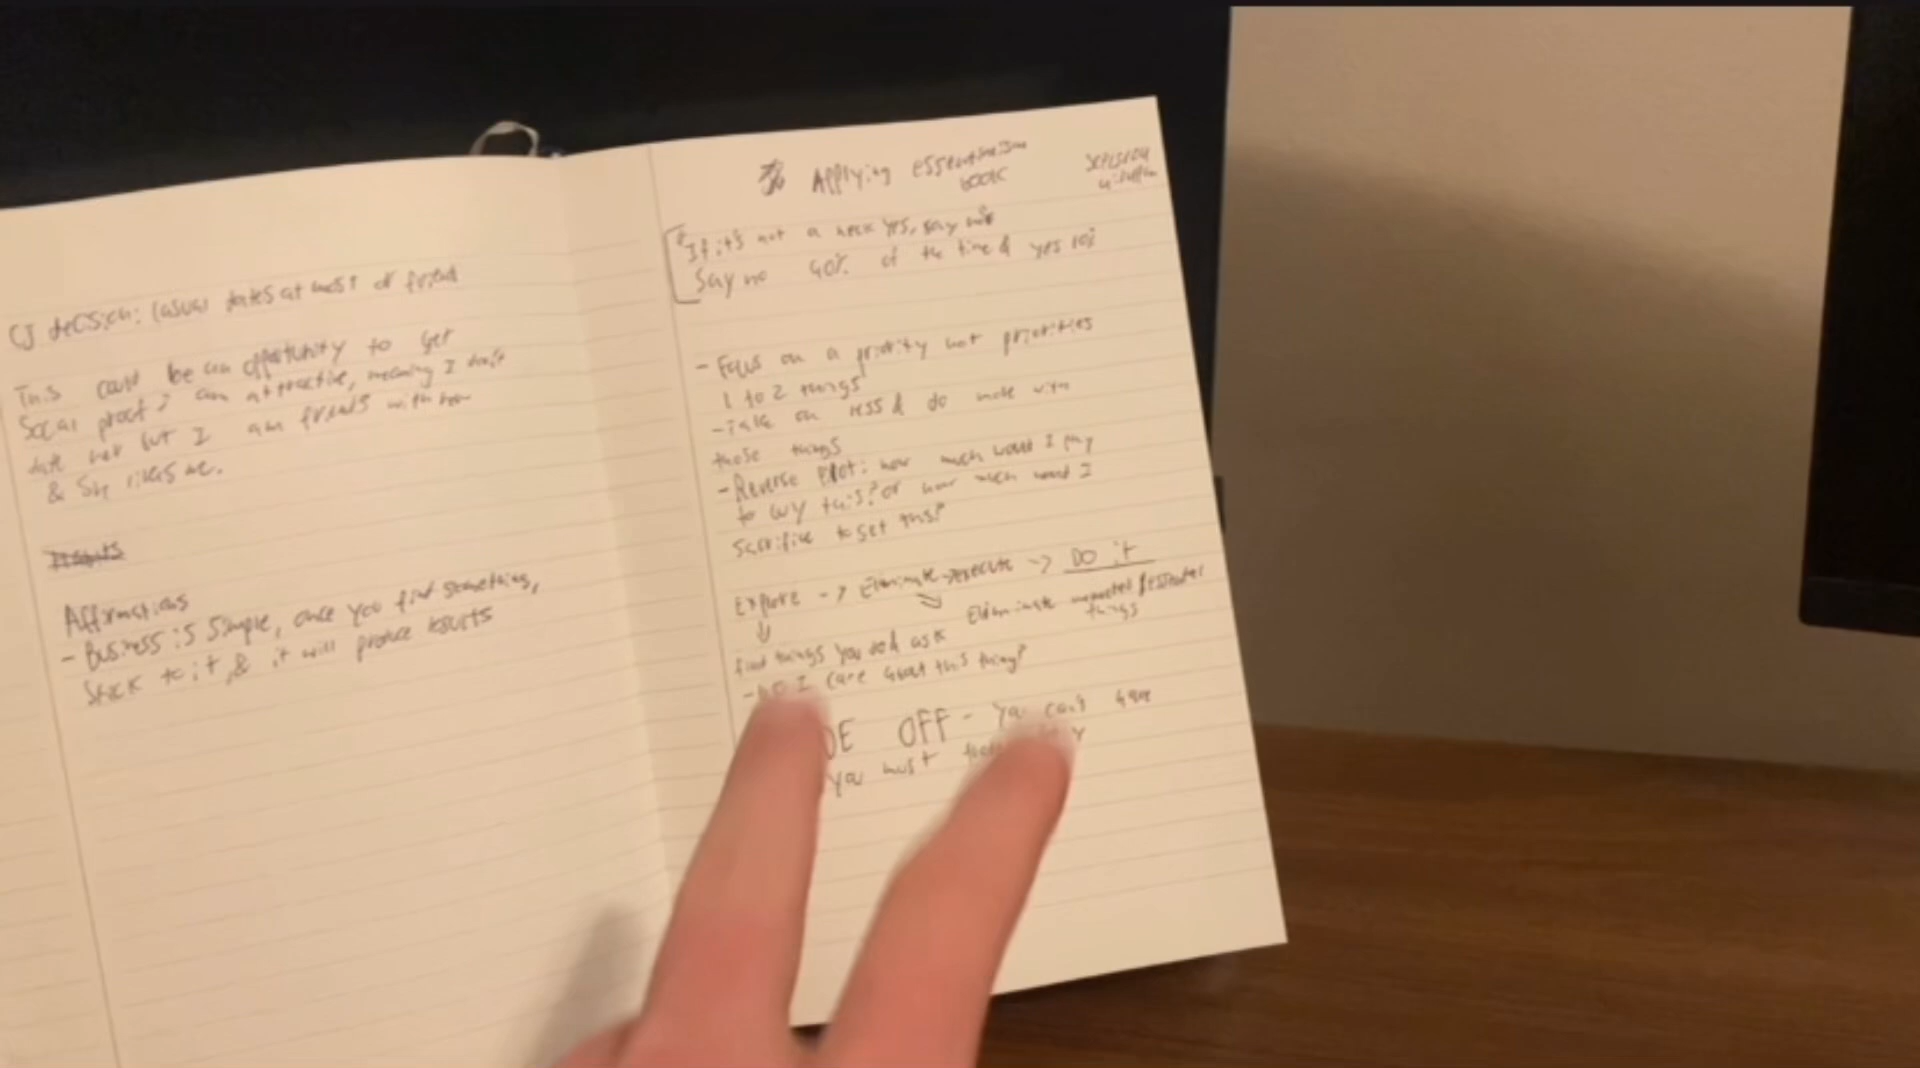 CJ decision: Casual dates at most or friends
This could be an opportunity to get
Social proof I am attractive, meaning I don't
date her but I am friends with her
& she likes me.
Affirmations
- Business is simple, once you find something,
stick to it, & it will produce results
Applying Essentialism
book
If it's not a heck yes, say no
Say no 90% of the time & yes 10%
- Focus on a priority not priorities
1 to 2 things
- Take on less & do more with
those things
- Reverse : how much would I pay
to buy this? or how much would I
sacrifice to get this?
Explore -> Eliminate -> execute -> Do it
Eliminate
things
find things you ask
- I care about this thing?
OFF - You can't have
you must